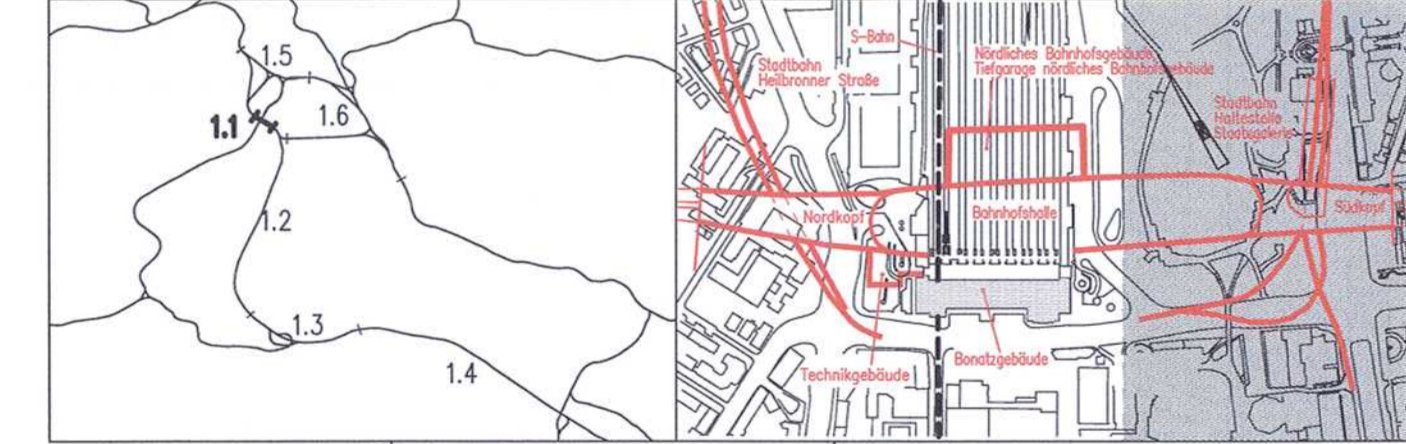 1.5
1.6
1.1
1.2
1.3
1.4
S-Bahn
Nördliches Bahnhofsgebäude
Tiefgarage nördliches Bahnhofsgebäude
Stadtbahn
Heilbronner Straße
Stadtbahn
Haltestelle
Staatsgalerie
Nordkopf
Bahnhofshalle
Südkopf
Technikgebäude
Bonatzgebäude